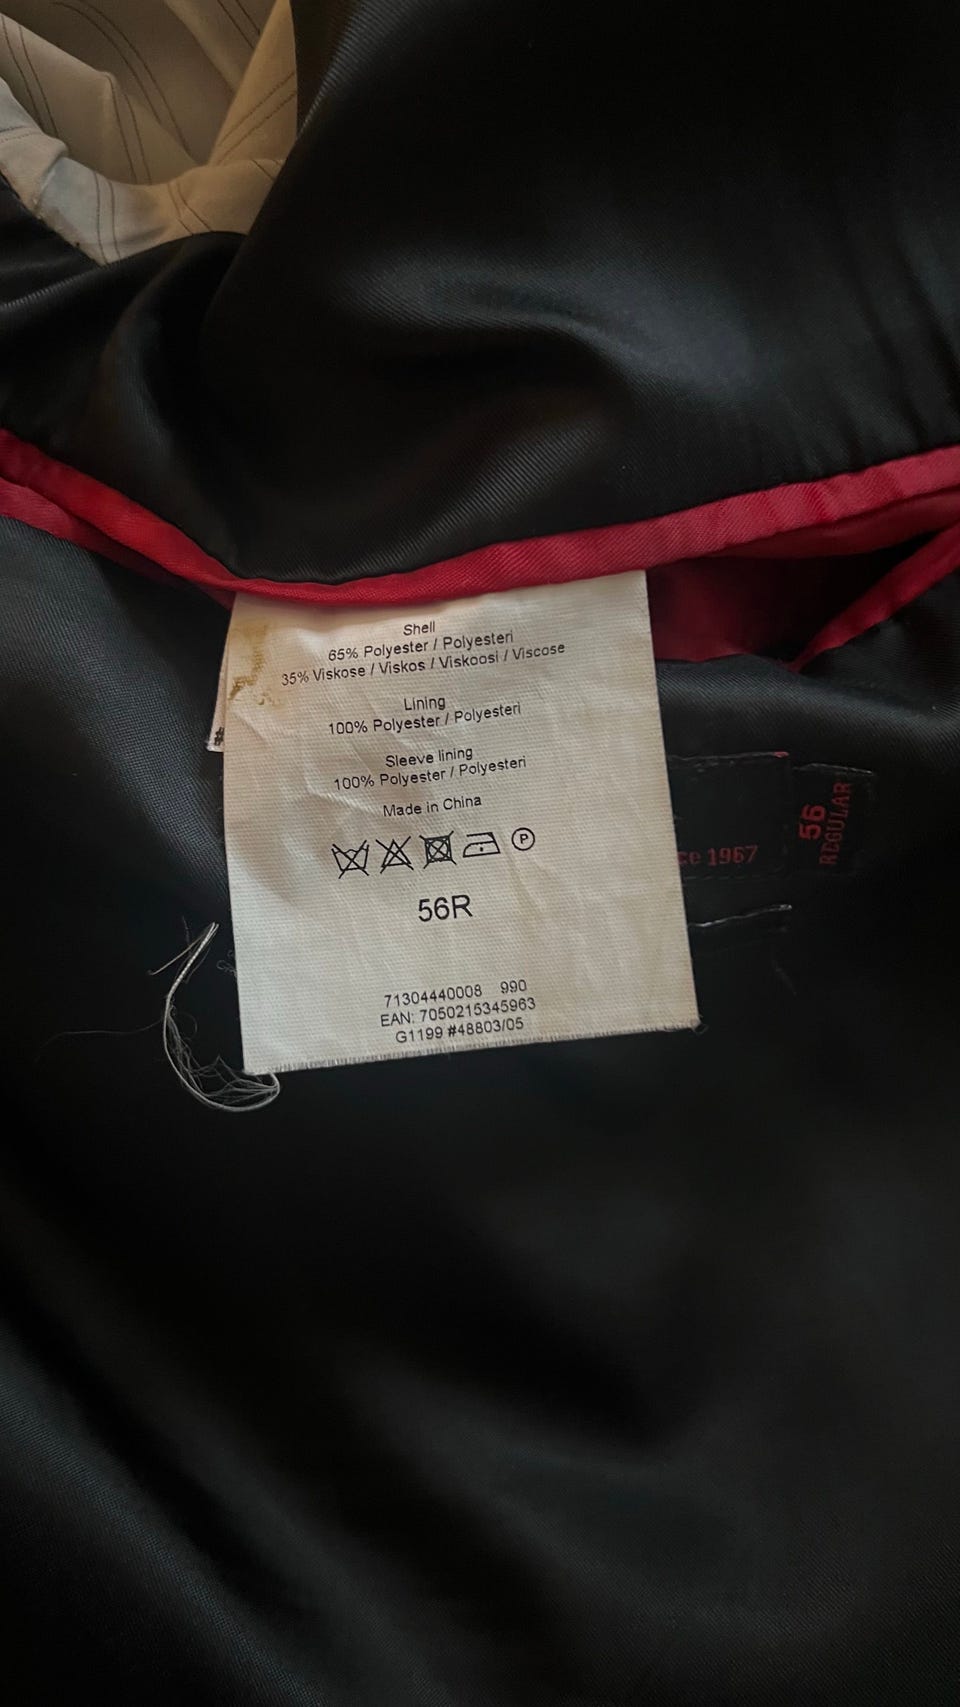 Shell
65% Polyester / Polyesteri
35% Viskose / Viskos / Viskoosi / Viscose
Lining
100% Polyester / Polyesteri
Sleeve lining
100% Polyester / Polyesteri
Made in China
P
56R
71304440008 990
EAN: 7050215345963
G1199 #48803/05
ce 1967
56
REGULAR